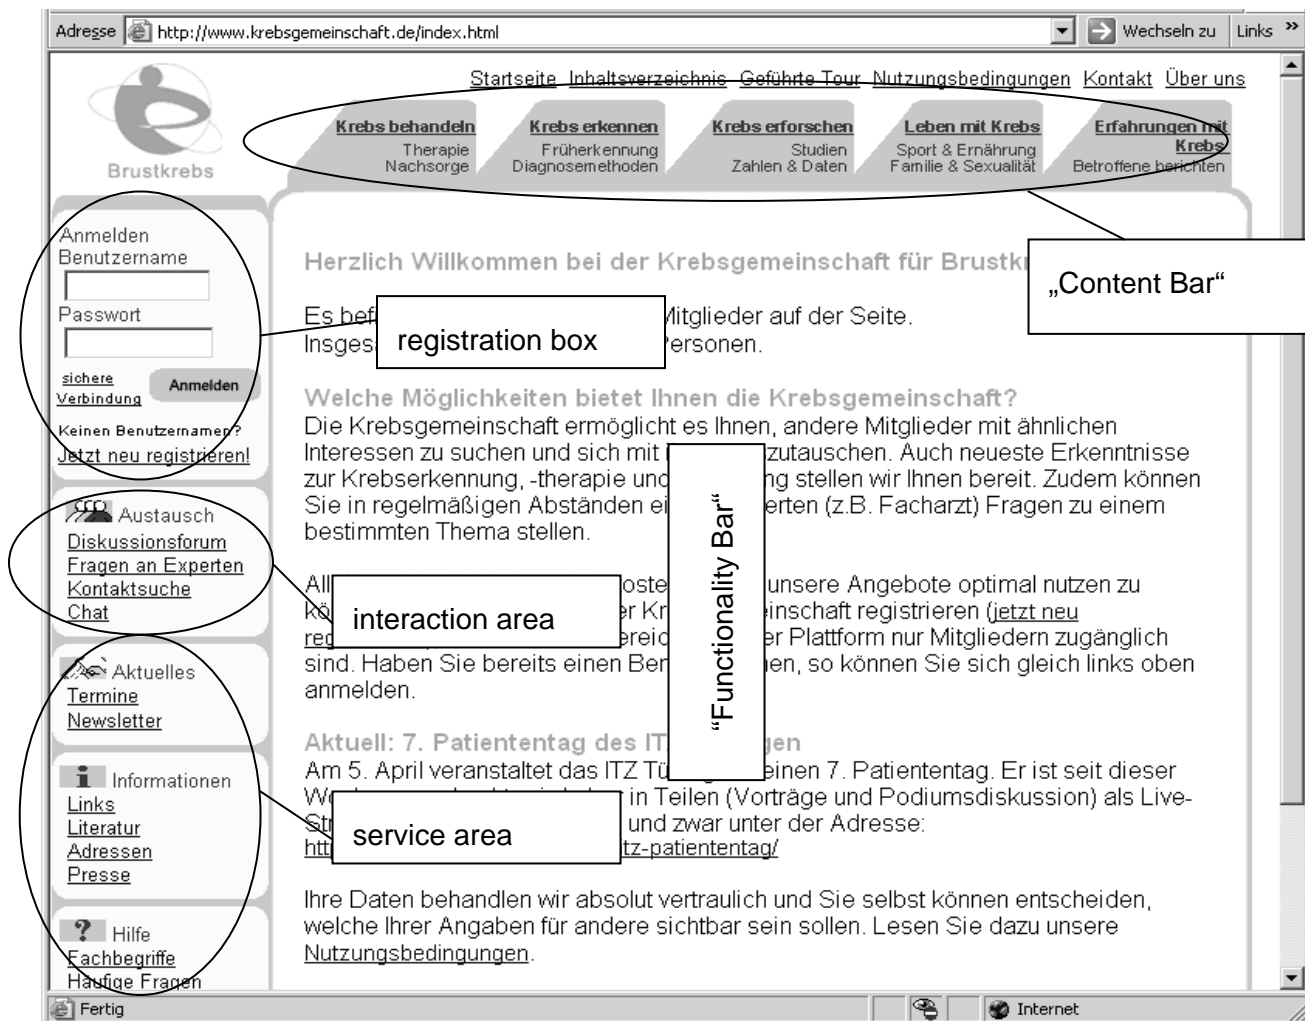 Adresse http://www.krebsgemeinschaft.de/index.html Wechseln zu Links »
Startseite Inhaltsverzeichnis Geführte Tour Nutzungsbedingungen Kontakt Über uns
Brustkrebs
Krebs behandeln
Therapie
Nachsorge
Krebs erkennen
Früherkennung
Diagnosemethoden
Krebs erforschen
Studien
Zahlen & Daten
Leben mit Krebs
Sport & Ernährung
Familie & Sexualität
Erfahrungen mit
Krebs
Betroffene berichten
„Content Bar“
Anmelden
Benutzername
Passwort
sichere
Verbindung
Anmelden
Keinen Benutzernamen?
Jetzt neu registrieren!
registration box
Austausch
Diskussionsforum
Fragen an Experten
Kontaktsuche
Chat
interaction area
Aktuelles
Termine
Newsletter
Informationen
Links
Literatur
Adressen
Presse
service area
Hilfe
Fachbegriffe
Häufige Fragen
“Functionality Bar“
Herzlich Willkommen bei der Krebsgemeinschaft für
Es Mitglieder auf der Seite.
Personen.
Welche Möglichkeiten bietet Ihnen die Krebsgemeinschaft?
Die Krebsgemeinschaft ermöglicht es Ihnen, andere Mitglieder mit ähnlichen
Interessen zu suchen und sich mit zutauschen. Auch neueste Erkenntnisse
zur Krebserkennung, -therapie und ng stellen wir Ihnen bereit. Zudem können
Sie in regelmäßigen Abständen ei erten (z.B. Facharzt) Fragen zu einem
bestimmten Thema stellen.
All oste unsere Angebote optimal nutzen zu
kö er Kr einschaft registrieren (jetzt neu
reg ereic er Plattform nur Mitgliedern zugänglich
sind. Haben Sie bereits einen Ben en, so können Sie sich gleich links oben
anmelden.
Aktuell: 7. Patiententag des IT gen
Am 5. April veranstaltet das ITZ Tü einen 7. Patiententag. Er ist seit dieser
in Teilen (Vorträge und Podiumsdiskussion) als Live-
Str und zwar unter der Adresse:
htt tz-patiententag/
Ihre Daten behandeln wir absolut vertraulich und Sie selbst können entscheiden,
welche Ihrer Angaben für andere sichtbar sein sollen. Lesen Sie dazu unsere
Nutzungsbedingungen.
Fertig Internet